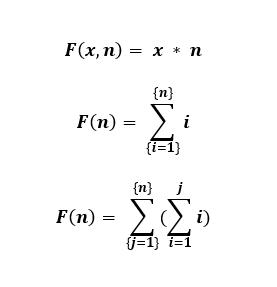 F(x,n) = x * n
F(n) = ∑_{i=1}^{n} i
F(n) = ∑_{j=1}^{n} (∑_{i=1}^{j} i)